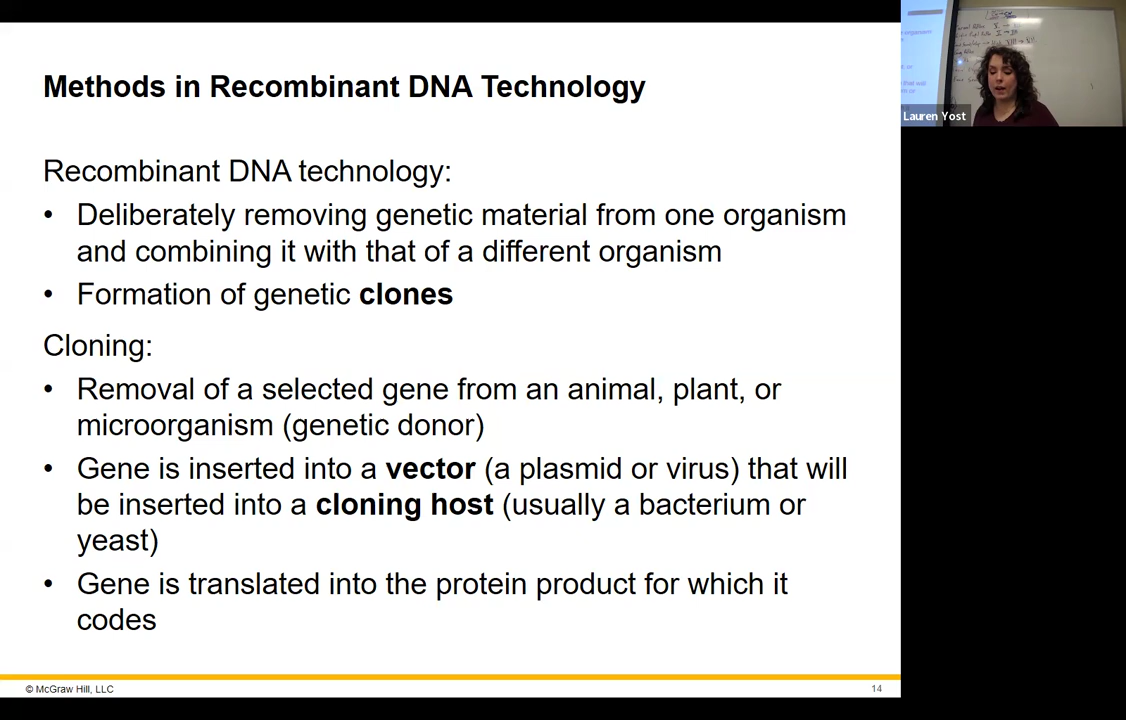 Methods in Recombinant DNA Technology
Recombinant DNA technology:
• Deliberately removing genetic material from one organism
and combining it with that of a different organism
• Formation of genetic clones
Cloning:
• Removal of a selected gene from an animal, plant, or
microorganism (genetic donor)
• Gene is inserted into a vector (a plasmid or virus) that will
be inserted into a cloning host (usually a bacterium or
yeast)
• Gene is translated into the protein product for which it
codes
© McGraw Hill, LLC
14
Lauren Yost